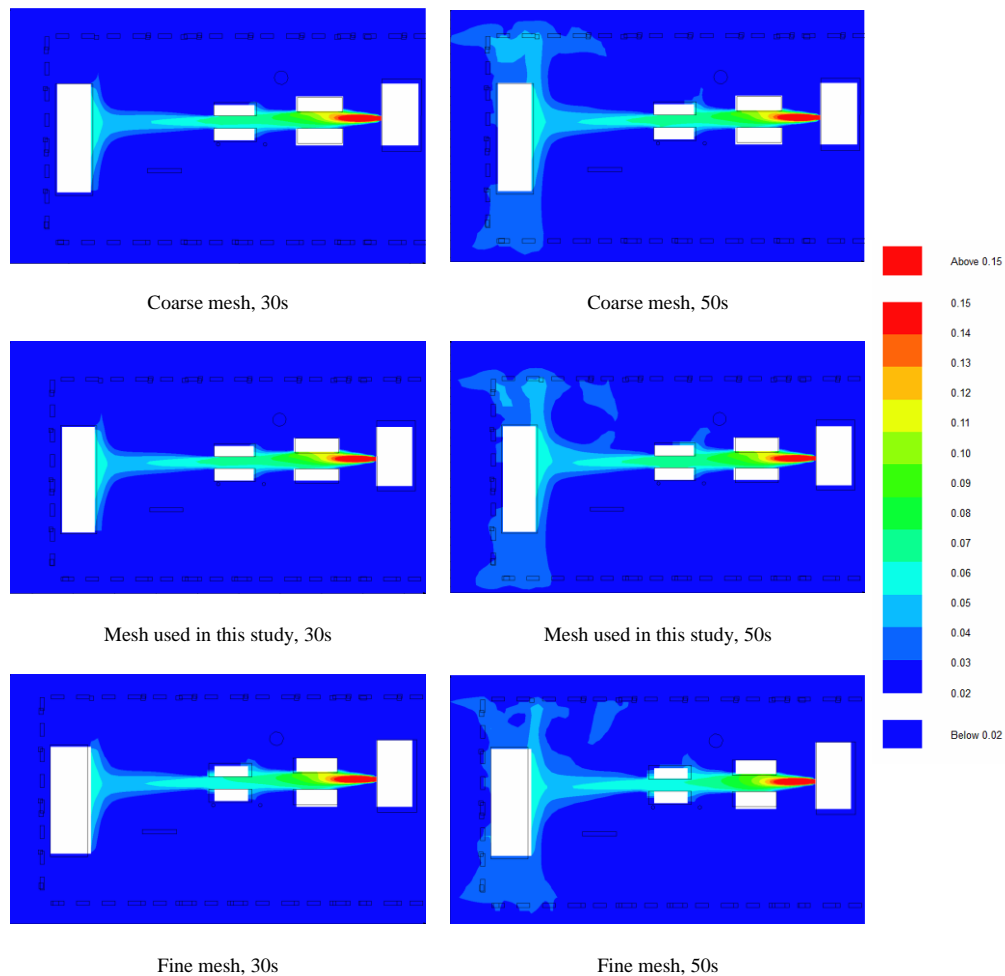 Coarse mesh, 30s
Coarse mesh, 50s
Mesh used in this study, 30s
Mesh used in this study, 50s
Fine mesh, 30s
Fine mesh, 50s
Above 0.15
0.15
0.14
0.13
0.12
0.11
0.10
0.09
0.08
0.07
0.06
0.05
0.04
0.03
0.02
Below 0.02